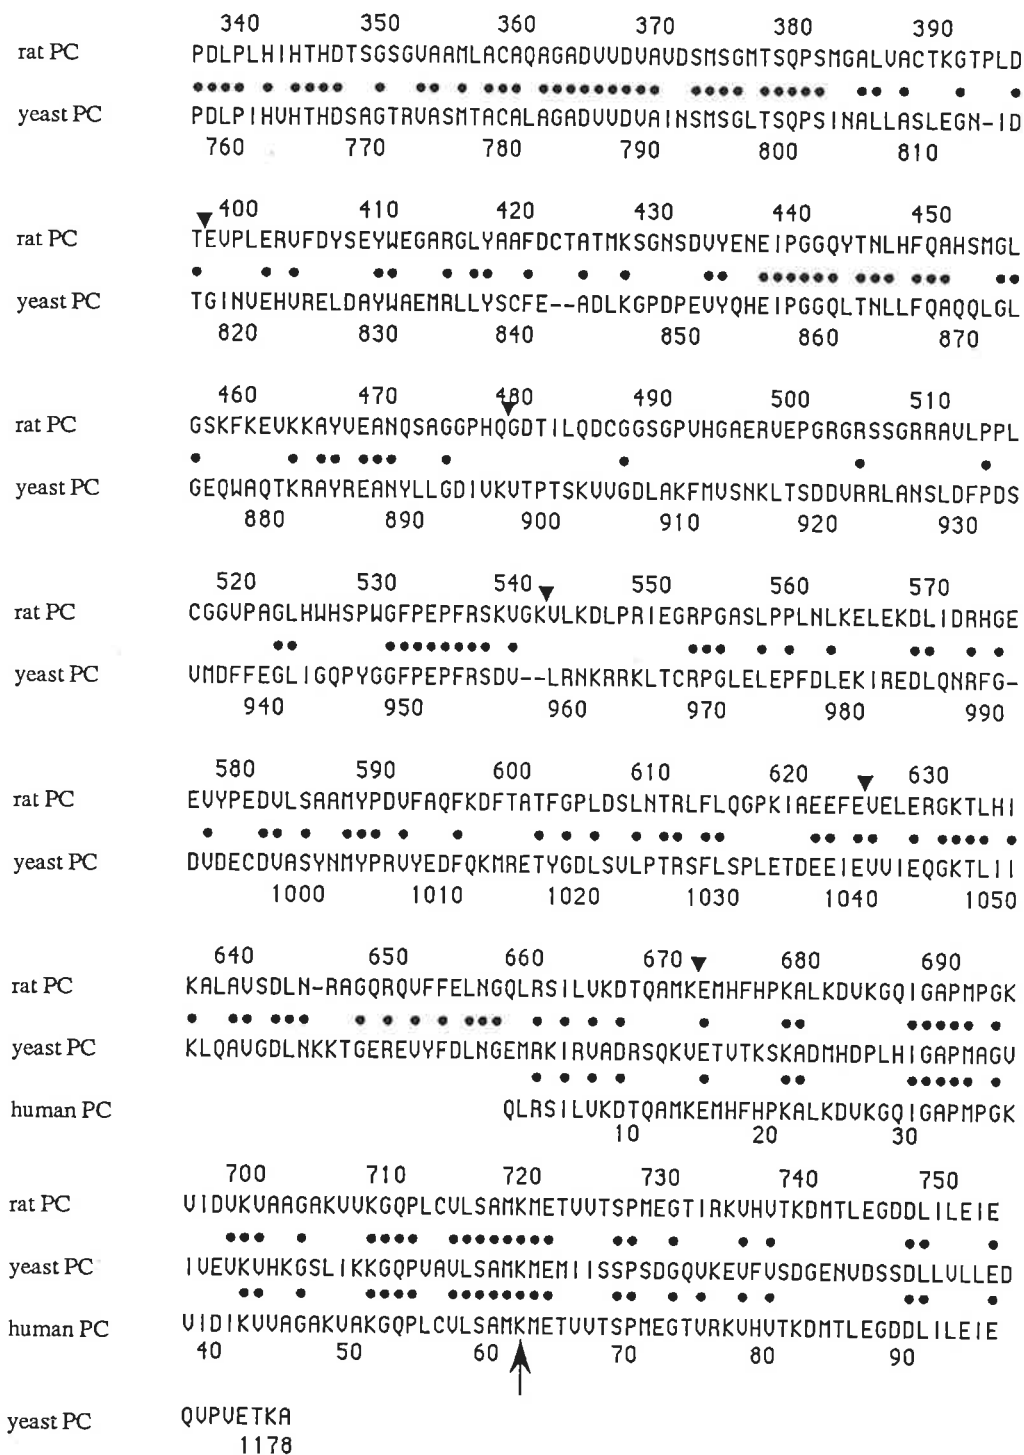 340 350 360 370 380 390
rat PC PDLPLHIHTHDTSGSGVAAMLACAQAGADVVDVAVDSMSGMTSQPSMGALVACTKGTPLD
yeast PC PDLPIHVHTHDSAGTRVASMTACALAGADVVDVAINSMSGLTSQPSINALLASLEGN-ID
760 770 780 790 800 810
400 410 420 430 440 450
rat PC TEVPLERVFDYSEYWEGARGLYAAFDCTATMKSGNSDVYENEIPGGQYTNLHFQAHSMGL
yeast PC TGINVEHVRELDAYWAEMRLLYSCFE--ADLKGPDPEVYQHEIPGGQLTNLLFQAQQLGL
820 830 840 850 860 870
460 470 480 490 500 510
rat PC GSKFKEVKKAYVEANQSAGGPHQGDTILQDCGGSGPVHGAERVEPGRGRSSGRRAVLPPL
yeast PC GEQWAQTKRAYREANYLLGDIVKVTPTSKVVGDLAKFMVSNKLTSDDVRRLANSLDFPDS
880 890 900 910 920 930
520 530 540 550 560 570
rat PC CGGVPAGLHWHSPWGFPEPFRSKVGKVLKDLPRIEGRPGASLPPLNLKELEKDLIDRHGE
yeast PC VMDFFEGLIGQPYGGFPEPFRSDV--LRNKRRKLTCRPGLELEPFDLEKIREDLQNRFG-
940 950 960 970 981 990
580 590 600 610 620 630
rat PC EVYPEDVLSAAMYPDVFAQFKDFTATFGPLDSLNTRLFLQGPKIAEEFEVELERGKTLHI
yeast PC DVDECDVASYNMYPRVYEDFQKMRETYGDLSVLPTRSFLSPLETDEEIEVVIEQGKTLII
1000 1010 1020 1030 1040 1050
640 650 660 670 680 690
rat PC KALAVSDLN-RAGQRQVFFELNGQLRSILVKDTQAMKEMHFHPKALKDVKGQIGAPMPGK
yeast PC KLQAVGDLNKKTGEREVYFDLNGEMRKIRVADRSQKVETVTKSKADMHDPLHIGAPMAGV
human PC QLRSILVKDTQAMKEMHFHPKALKDVKGQIGAPMPGK
10 20 30
700 710 720 730 740 750
rat PC VIDVKVAAGAKVVKGQPLCVLSAMKMETVVTSPMEGTIRKVHVTKDMTLEGDDLILEIE
yeast PC IVEVKVHKGSLIKKGQPVAVLSAMKMEMIISSPSDGQVKEVFVSDGENVDSSDLLVLLED
human PC VIDIKVVAGAKVAKGQPLCVLSAMKMETVVTSPMEGTVRKVHVTKDMTLEGDDLILEIE
40 50 60 70 80 90
yeast PC QVPVETKA
1178